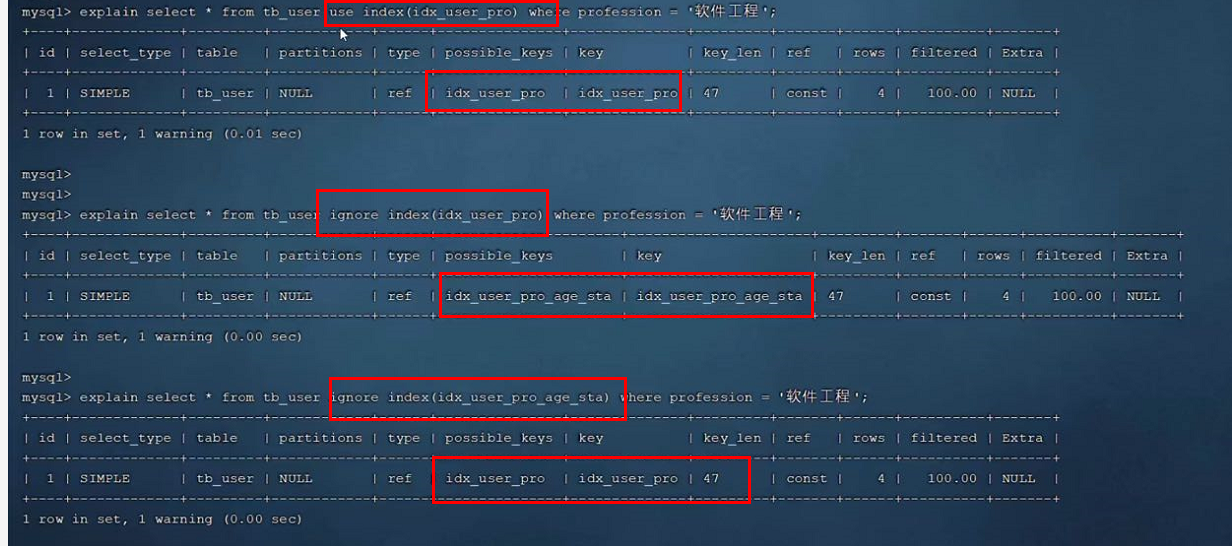 mysql> explain select * from tb_user use index(idx_user_pro) where profession = '软件工程';
+----+-------------+---------+------------+------+---------------+--------------+---------+-------+------+----------+-------+
| id | select_type | table   | partitions | type | possible_keys | key          | key_len | ref   | rows | filtered | Extra |
+----+-------------+---------+------------+------+---------------+--------------+---------+-------+------+----------+-------+
|  1 | SIMPLE      | tb_user | NULL       | ref  | idx_user_pro  | idx_user_pro | 47      | const |    4 |   100.00 | NULL  |
+----+-------------+---------+------------+------+---------------+--------------+---------+-------+------+----------+-------+
1 row in set, 1 warning (0.01 sec)
mysql>
mysql>
mysql> explain select * from tb_user ignore index(idx_user_pro) where profession = '软件工程';
+----+-------------+---------+------------+------+----------------------+----------------------+---------+-------+------+----------+-------+
| id | select_type | table   | partitions | type | possible_keys        | key                  | key_len | ref   | rows | filtered | Extra |
+----+-------------+---------+------------+------+----------------------+----------------------+---------+-------+------+----------+-------+
|  1 | SIMPLE      | tb_user | NULL       | ref  | idx_user_pro_age_sta | idx_user_pro_age_sta | 47      | const |    4 |   100.00 | NULL  |
+----+-------------+---------+------------+------+----------------------+----------------------+---------+-------+------+----------+-------+
1 row in set, 1 warning (0.00 sec)
mysql>
mysql> explain select * from tb_user ignore index(idx_user_pro_age_sta) where profession = '软件工程';
+----+-------------+---------+------------+------+---------------+--------------+---------+-------+------+----------+-------+
| id | select_type | table   | partitions | type | possible_keys | key          | key_len | ref   | rows | filtered | Extra |
+----+-------------+---------+------------+------+---------------+--------------+---------+-------+------+----------+-------+
|  1 | SIMPLE      | tb_user | NULL       | ref  | idx_user_pro  | idx_user_pro | 47      | const |    4 |   100.00 | NULL  |
+----+-------------+---------+------------+------+---------------+--------------+---------+-------+------+----------+-------+
1 row in set, 1 warning (0.00 sec)